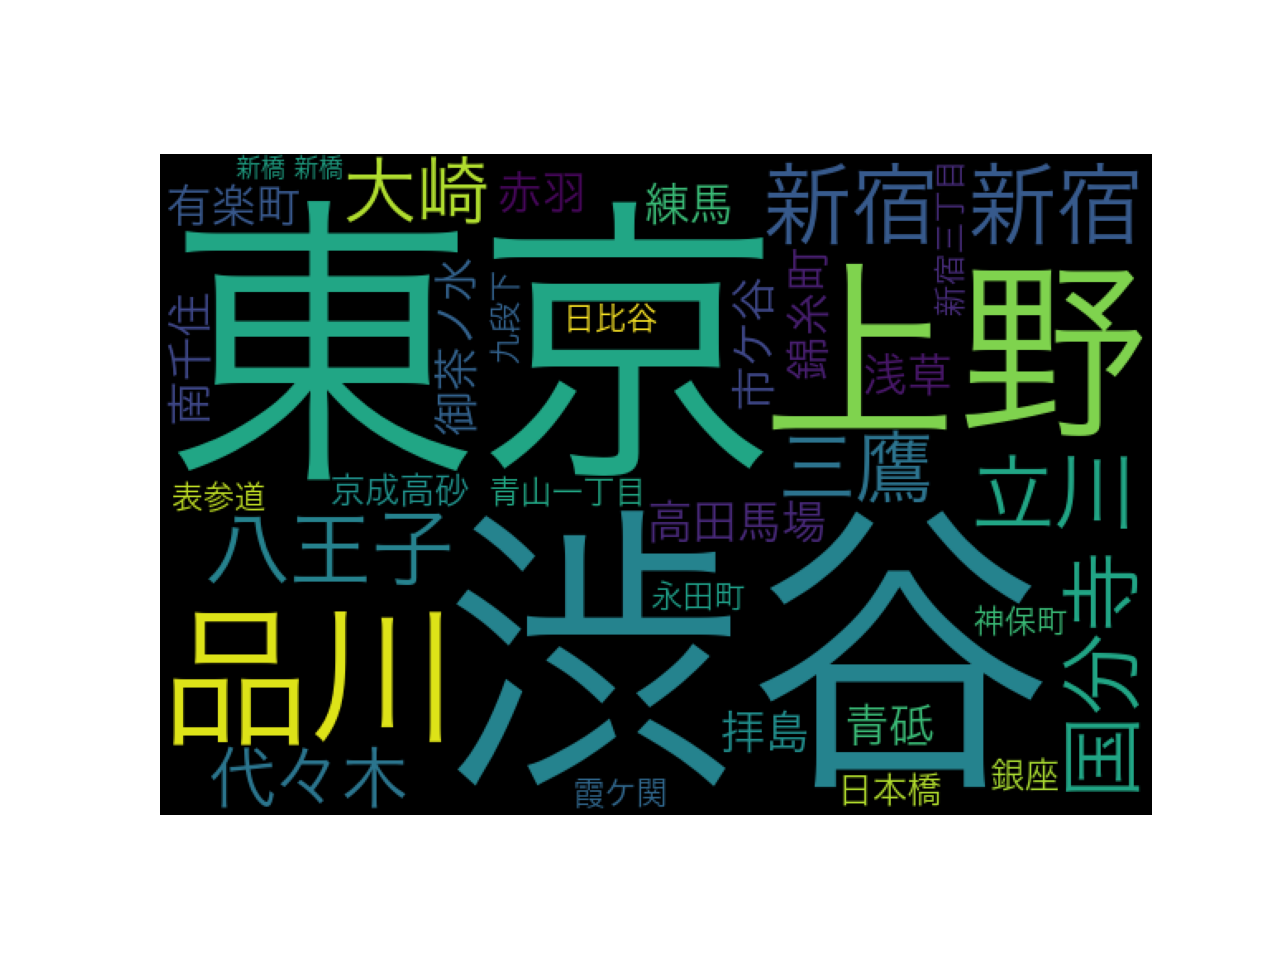 新橋 新橋
有楽町
大崎
赤羽
練馬
新宿 新宿
新宿三丁目
東京
上野
南千住
御茶ノ水
九段下
日比谷
市ケ谷
錦糸町
浅草
三鷹
立川
表参道
京成高砂
青山一丁目
高田馬場
八王子
渋谷
永田町
神保町
国分寺
品川
拝島
青砥
代々木
霞ケ関
日本橋
銀座